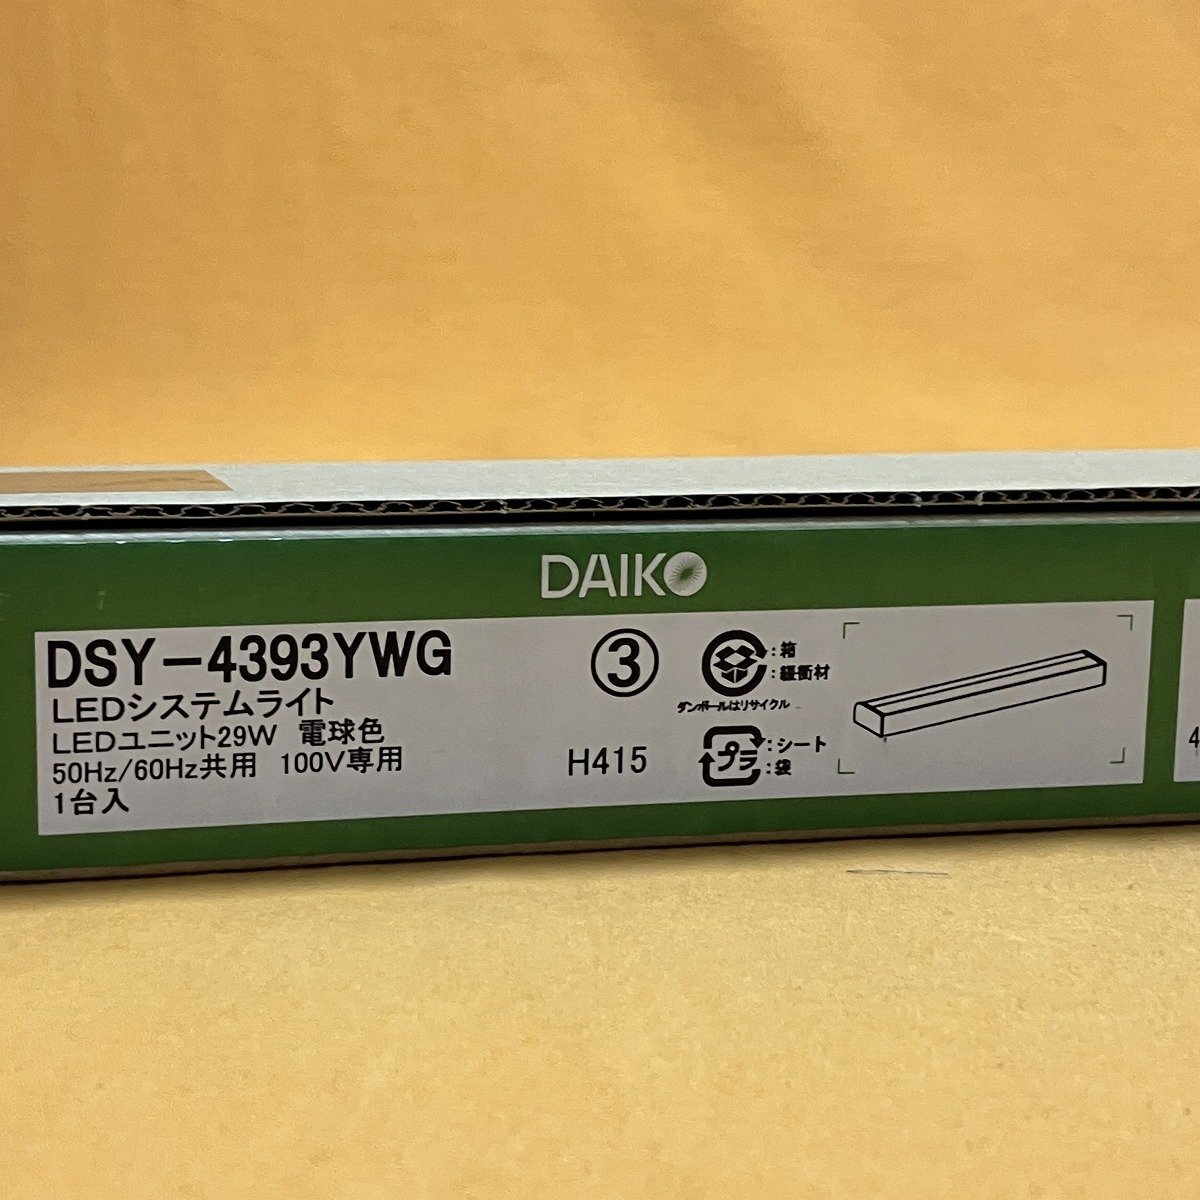 DAIKO
DSY-4393YWG
LEDシステムライト
LEDユニット29W 電球色
50Hz/60Hz共用 100V専用
1台入
③
H415
:箱
:緩衝材
ダンボールはリサイクル
プラ
:シート
:袋
4